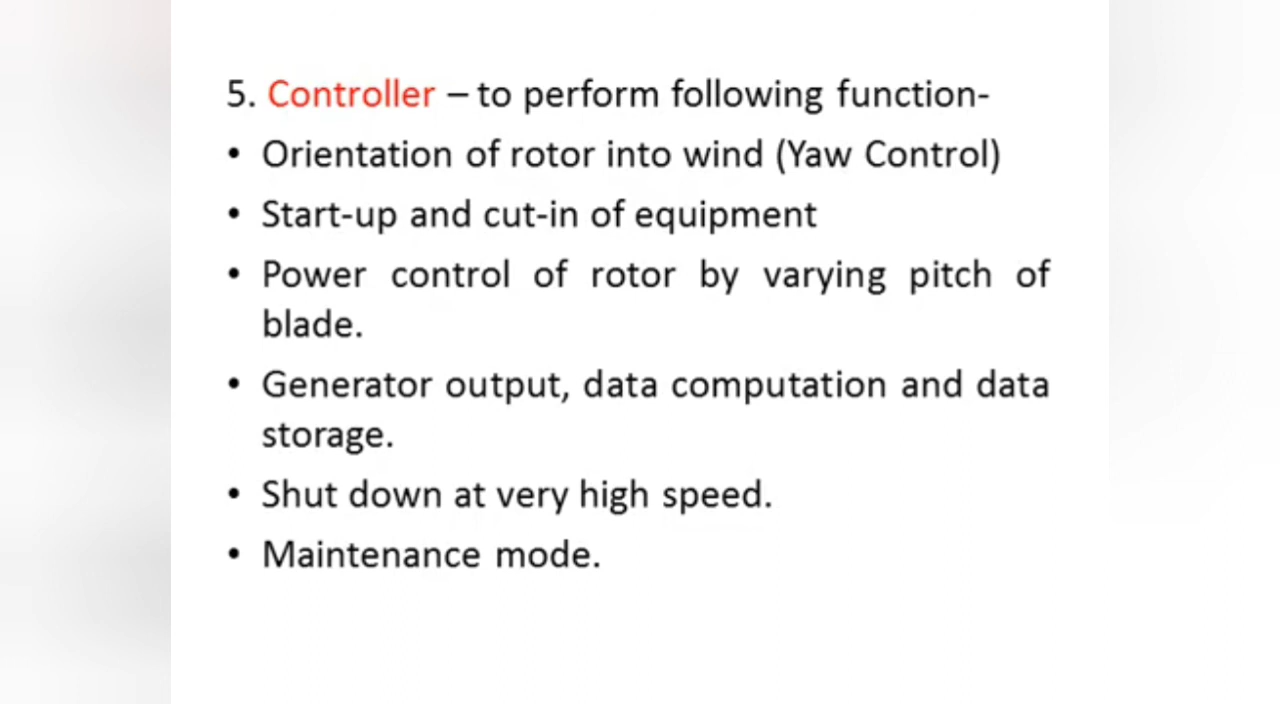 5. Controller – to perform following function-
• Orientation of rotor into wind (Yaw Control)
• Start-up and cut-in of equipment
• Power control of rotor by varying pitch of
blade.
• Generator output, data computation and data
storage.
• Shut down at very high speed.
• Maintenance mode.